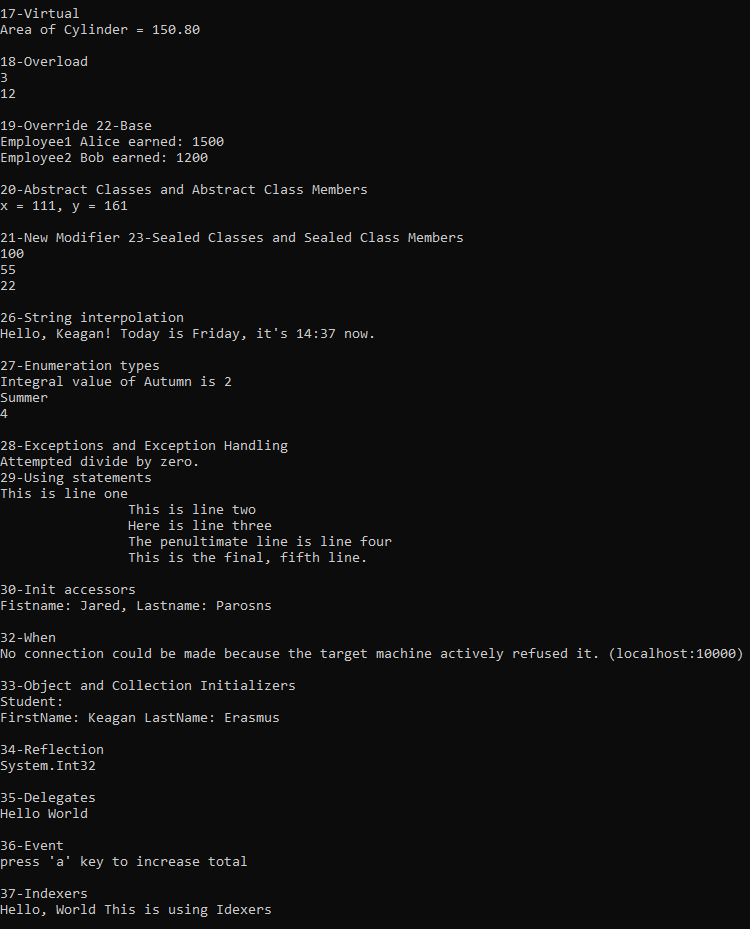 17-Virtual
Area of Cylinder = 150.80
18-Overload
3
12
19-Override 22-Base
Employee1 Alice earned: 1500
Employee2 Bob earned: 1200
20-Abstract Classes and Abstract Class Members
x = 111, y = 161
21-New Modifier 23-Sealed Classes and Sealed Class Members
100
55
22
26-String interpolation
Hello, Keagan! Today is Friday, it's 14:37 now.
27-Enumeration types
Integral value of Autumn is 2
Summer
4
28-Exceptions and Exception Handling
Attempted divide by zero.
29-Using statements
This is line one
This is line two
Here is line three
The penultimate line is line four
This is the final, fifth line.
30-Init accessors
Fistname: Jared, Lastname: Parosns
32-When
No connection could be made because the target machine actively refused it. (localhost:10000)
33-Object and Collection Initializers
Student:
FirstName: Keagan LastName: Erasmus
34-Reflection
System.Int32
35-Delegates
Hello World
36-Event
press 'a' key to increase total
37-Indexers
Hello, World This is using Idexers